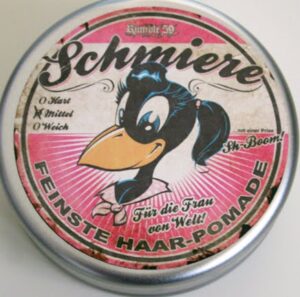 Rumble 59
Schmiere
Hart
Mittel
Weich
mit einer Prise
Sh-Boom!
Für die Frau
von Welt!
FEINSTE HAAR-POMADE